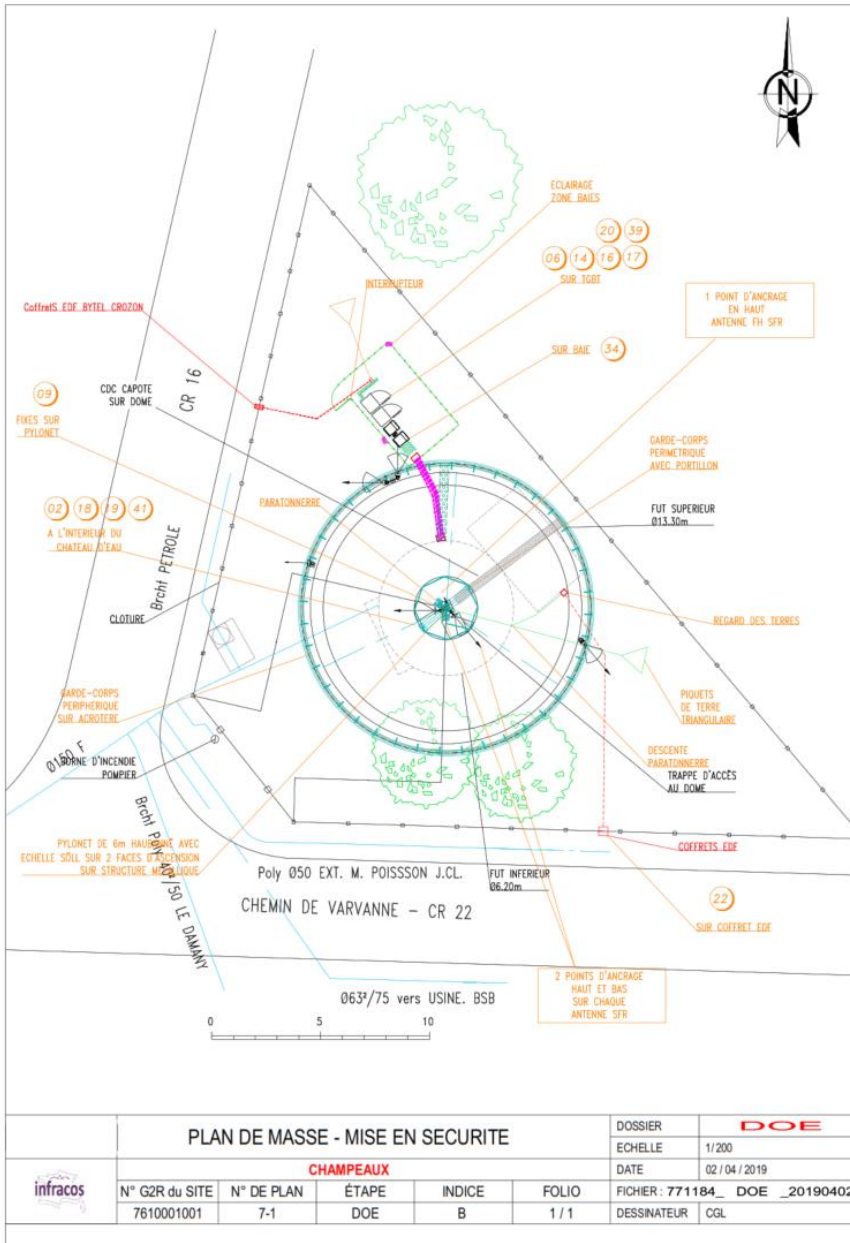 N
ECLAIRAGE
ZONE BAIES
20 39
06 14 16 17
SUR TGBT
INTERRUPTEUR
1 POINT D'ANCRAGE
EN HAUT
ANTENNE FH SFR
CoffretS EDF BYTEL CROZON
SUR BAIE 34
CDC CAPOTE
SUR DOME
CR 16
09
FIXES SUR
PYLONET
GARDE-CORPS
PERIMETRIQUE
AVEC PORTILLON
PARATONNERRE
FUT SUPERIEUR
Ø13.30m
02 18 19 41
A L'INTERIEUR DU
CHATEAU D'EAU
Brcht PETROLE
CLOTURE
REGARD DES TERRES
GARDE-CORPS
PERIPHERIQUE
SUR ACROTERE
PIQUETS
DE TERRE
TRIANGULAIRE
Ø150 F
BORNE D'INCENDIE
POMPIER
DESCENTE
PARATONNERRE
TRAPPE D'ACCÈS
AU DOME
PYLONET DE 6m HAUBANNE AVEC
ECHELLE SÖLL SUR 2 FACES D'ASCENSION
SUR STRUCTURE METALLIQUE
COFFRETS EDF
Brcht Poly 40²/50 LE DAMANY
Poly Ø50 EXT. M. POISSSON J.CL.
FUT INFERIEUR
Ø6.20m
22
SUR COFFRET EDF
CHEMIN DE VARVANNE - CR 22
2 POINTS D'ANCRAGE
HAUT ET BAS
SUR CHAQUE
ANTENNE SFR
Ø63²/75 vers USINE. BSB
0 5 10
PLAN DE MASSE - MISE EN SECURITE
DOSSIER DOE
ECHELLE 1/200
CHAMPEAUX
DATE 02 / 04 / 2019
infracos
N° G2R du SITE N° DE PLAN ÉTAPE INDICE FOLIO
FICHIER : 771184_ DOE _20190402
7610001001 7-1 DOE B 1 / 1
DESSINATEUR CGL